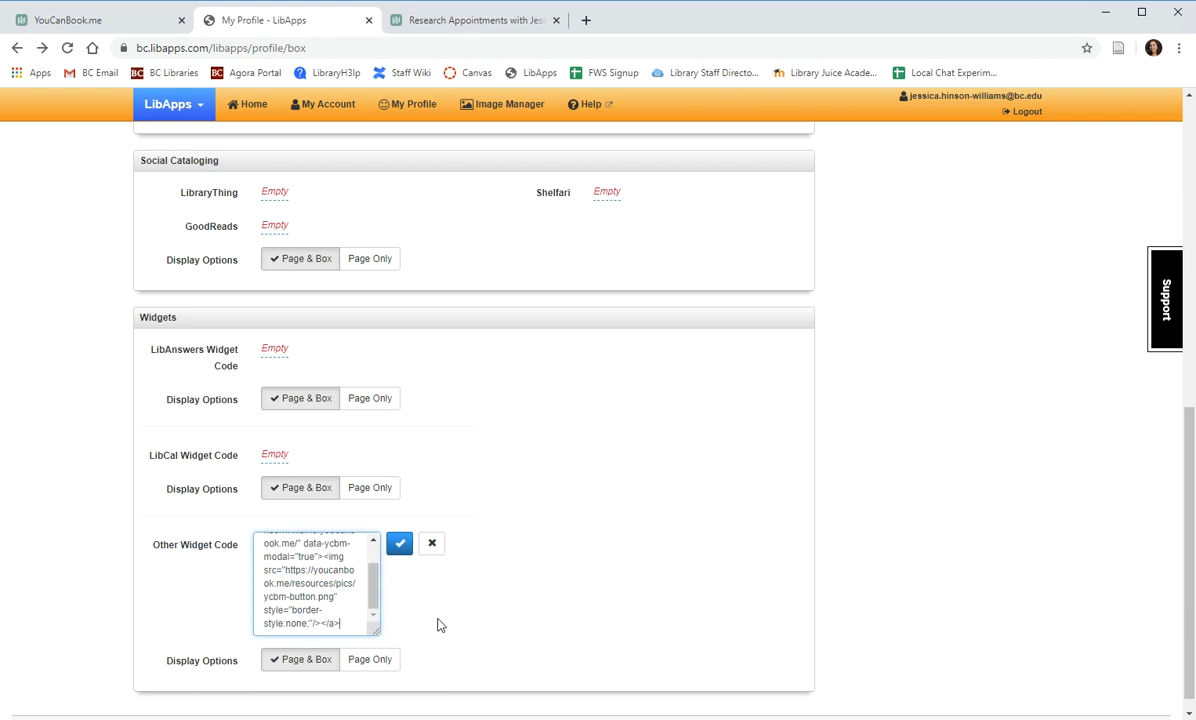 YouCanBook.me
My Profile - LibApps
Research Appointments with Jess
bc.libapps.com/libapps/profile/box
Apps
BC Email
BC Libraries
Agora Portal
LibraryH3lp
Staff Wiki
Canvas
LibApps
FWS Signup
Library Staff Directo...
Library Juice Acade...
Local Chat Experim...
LibApps
Home
My Account
My Profile
Image Manager
Help
jessica.hinson-williams@bc.edu
Logout
Social Cataloging
LibraryThing Empty
Shelfari Empty
GoodReads Empty
Display Options Page & Box Page Only
Support
Widgets
LibAnswers Widget Empty
Code
Display Options Page & Box Page Only
LibCal Widget Code Empty
Display Options Page & Box Page Only
Other Widget Code
ook.me/" data-ycbm-
modal="true"><img
src="https://youcanbo
ok.me/resources/pics/
ycbm-button.png"
style="border-
style:none;"/></a>
Display Options Page & Box Page Only